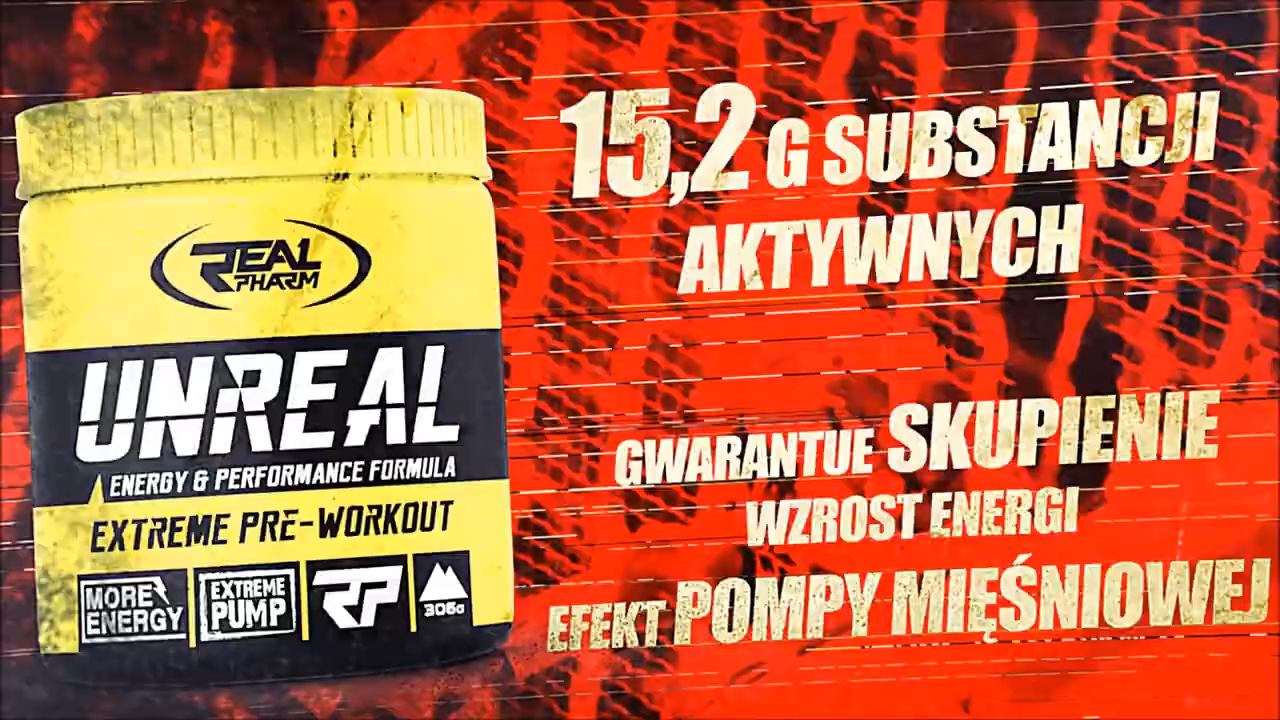 REAL
PHARM
UNREAL
ENERGY & PERFORMANCE FORMULA
EXTREME PRE-WORKOUT
MORE
ENERGY
EXTREME
PUMP
RP
306G
15,2 G SUBSTANCJI
AKTYWNYCH
GWARANTUE SKUPIENIE
WZROST ENERGI
EFEKT POMPY MIĘŚNIOWEJ